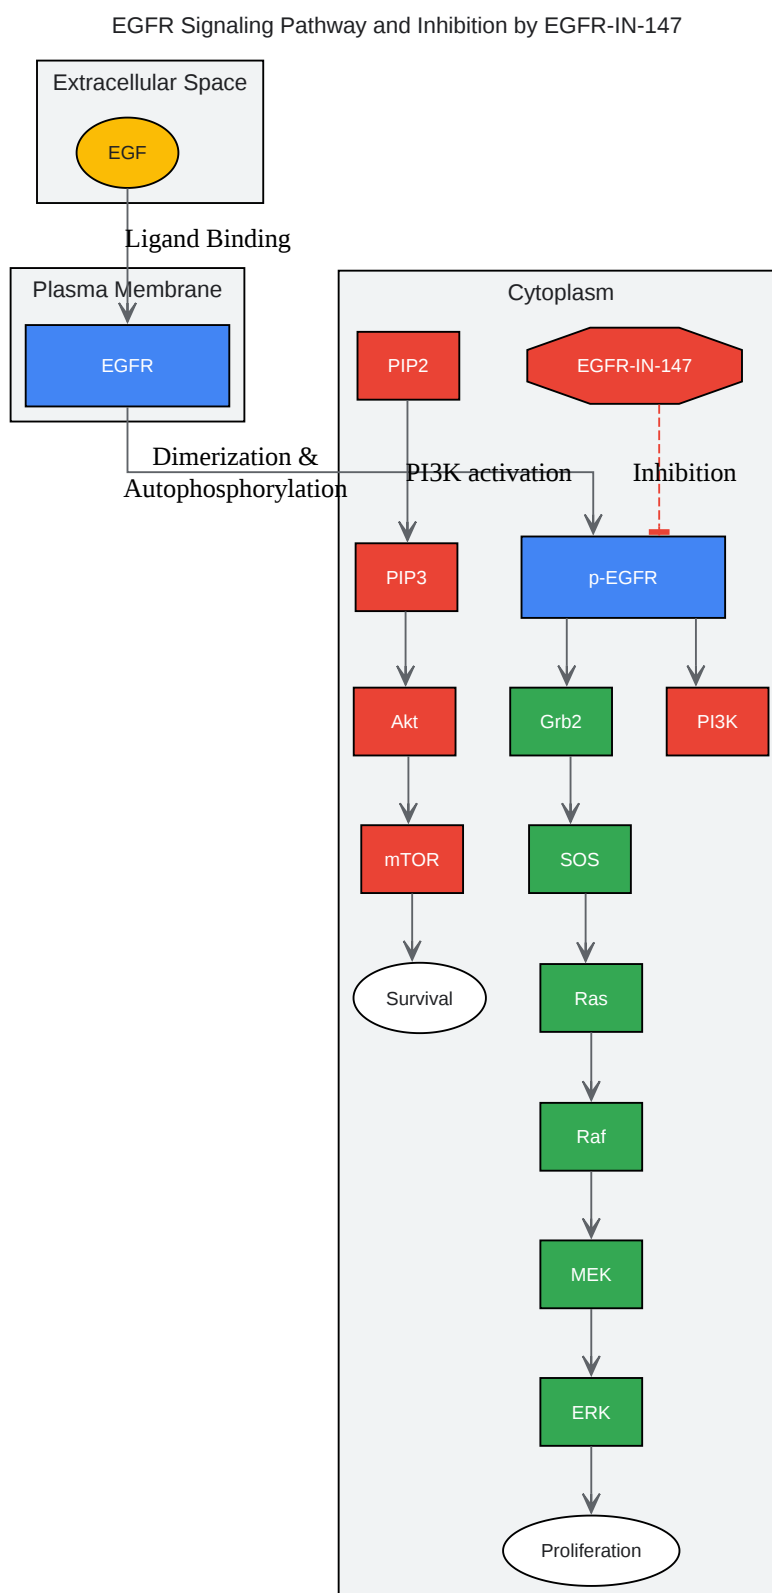 EGFR Signaling Pathway and Inhibition by EGFR-IN-147
Extracellular Space
EGF
Ligand Binding
Plasma Membrane
EGFR
Cytoplasm
PIP2
EGFR-IN-147
Dimerization &
Autophosphorylation
PI3K activation
Inhibition
PIP3
p-EGFR
Akt
Grb2
PI3K
mTOR
SOS
Survival
Ras
Raf
MEK
ERK
Proliferation